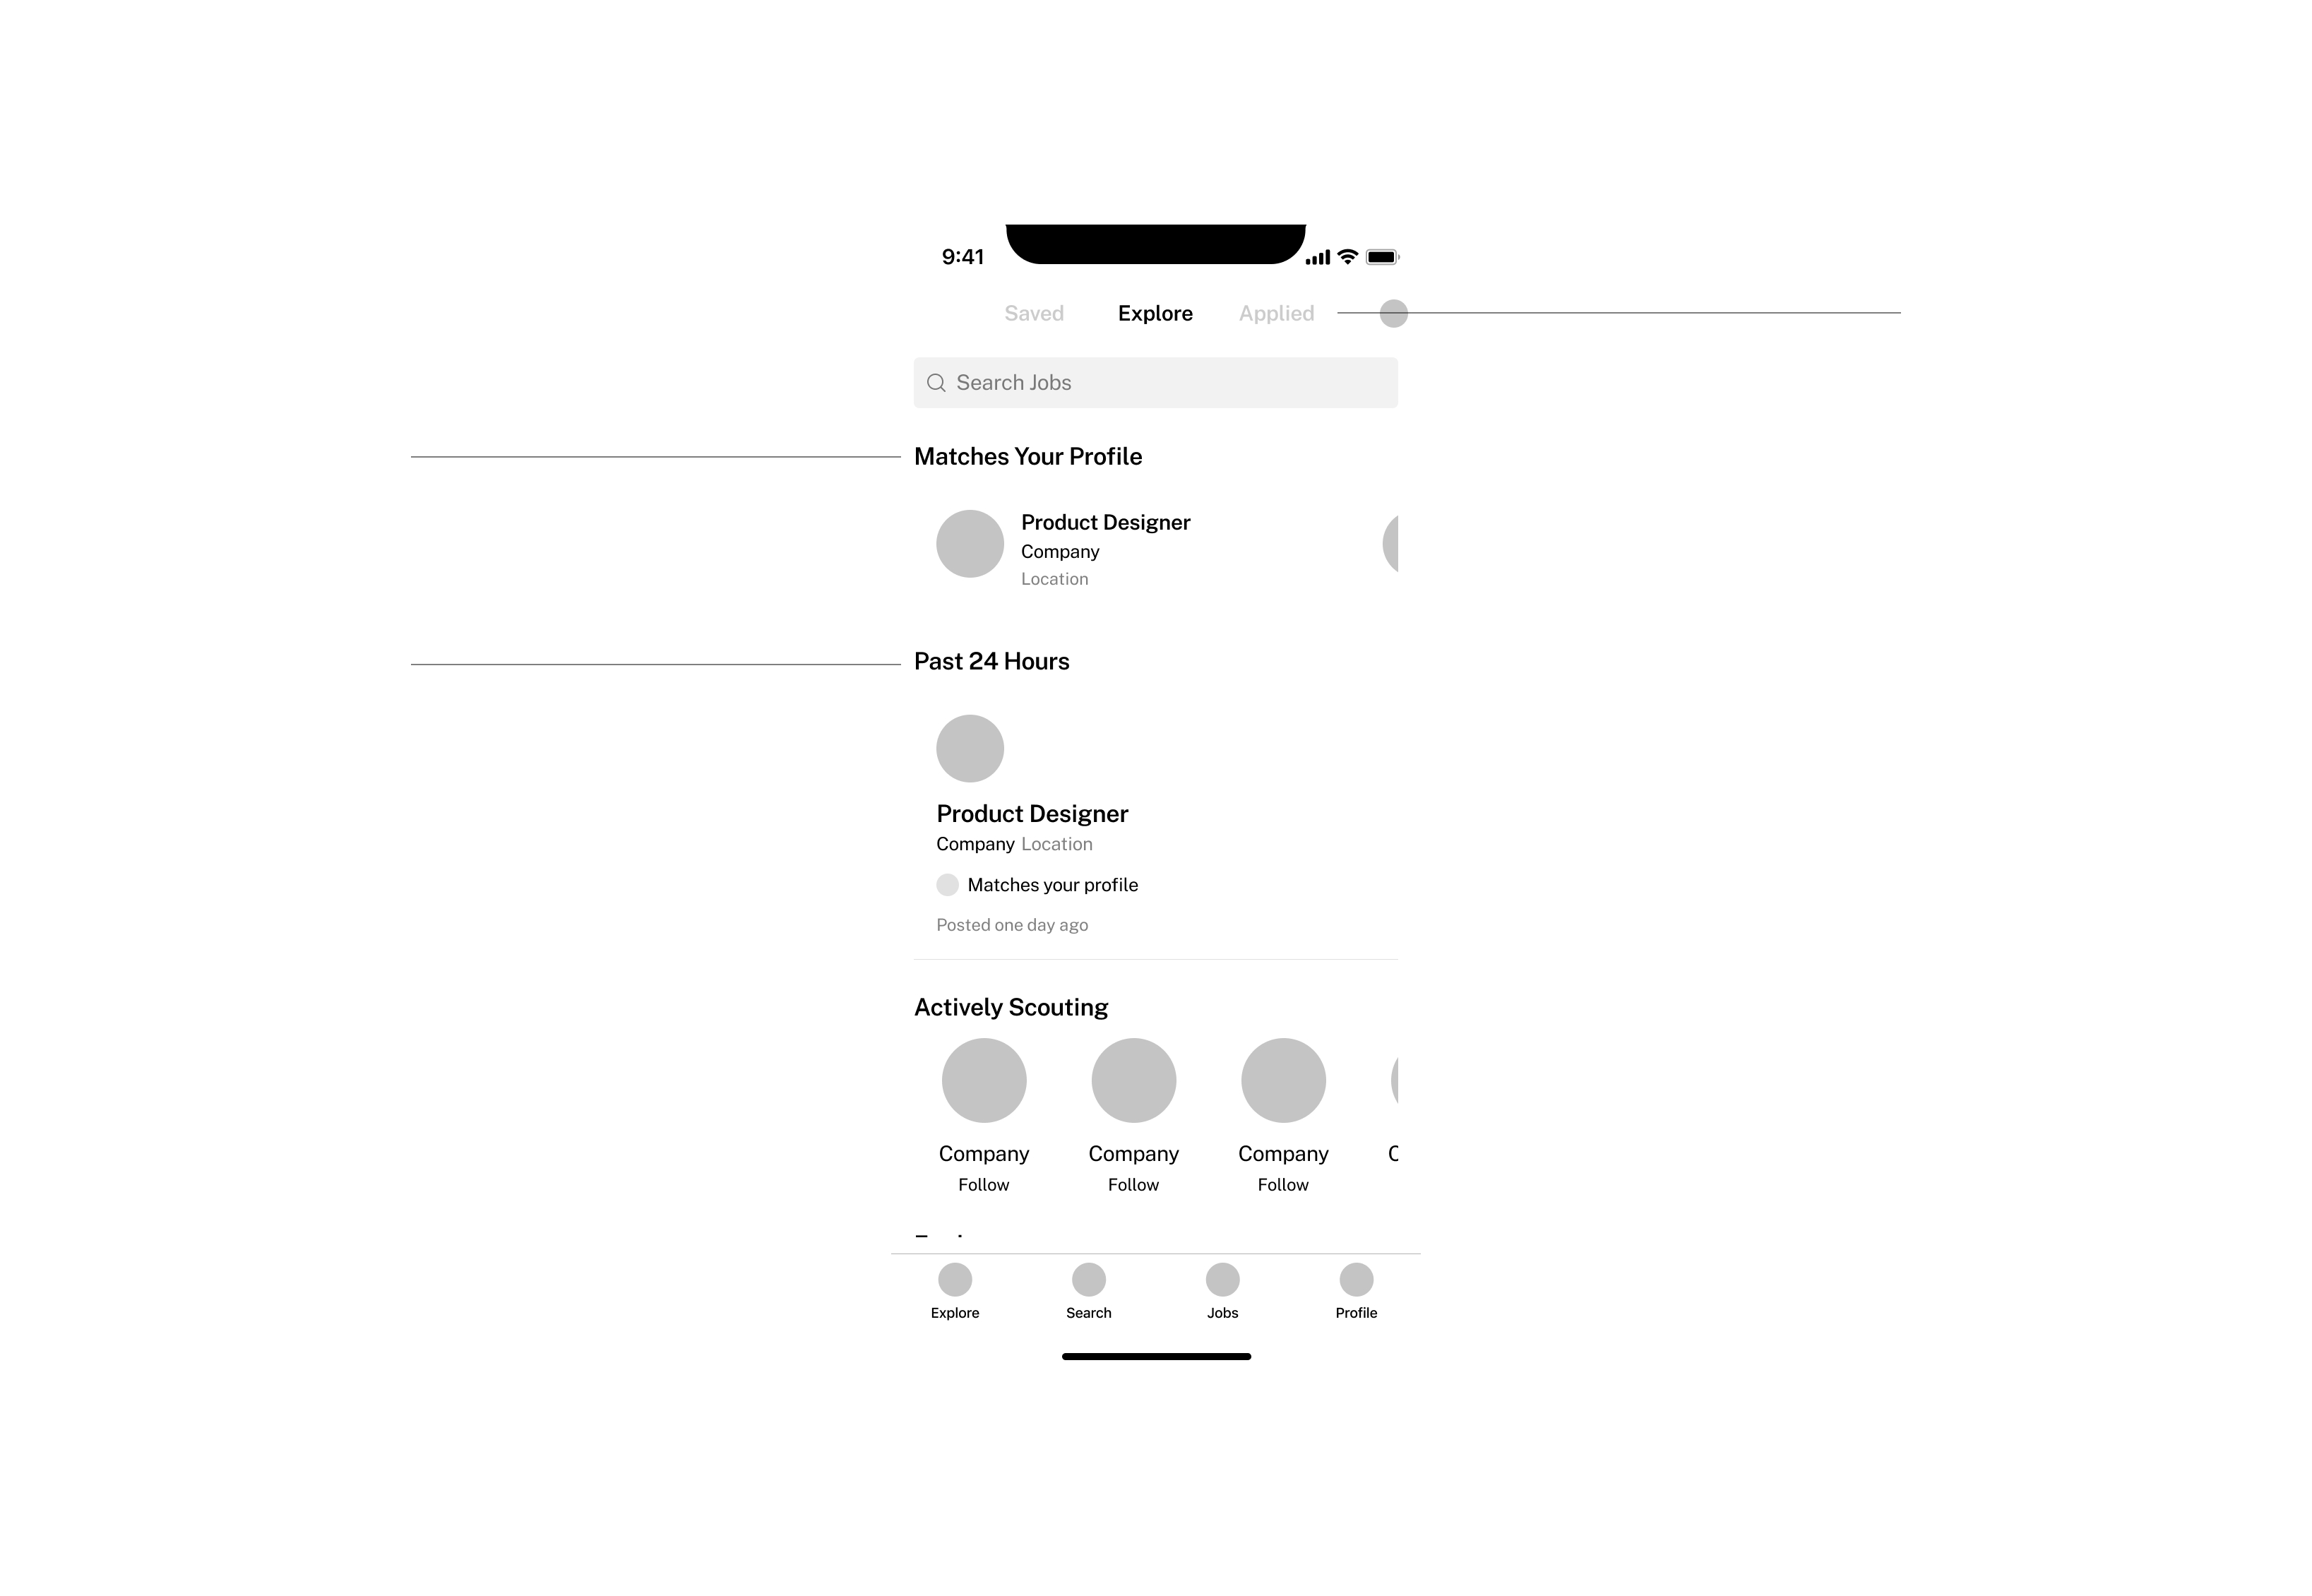 9:41
Saved Explore Applied
Search Jobs
Matches Your Profile
Product Designer
Company
Location
Past 24 Hours
Product Designer
Company Location
Matches your profile
Posted one day ago
Actively Scouting
Company Company Company C
Follow Follow Follow
Explore Search Jobs Profile